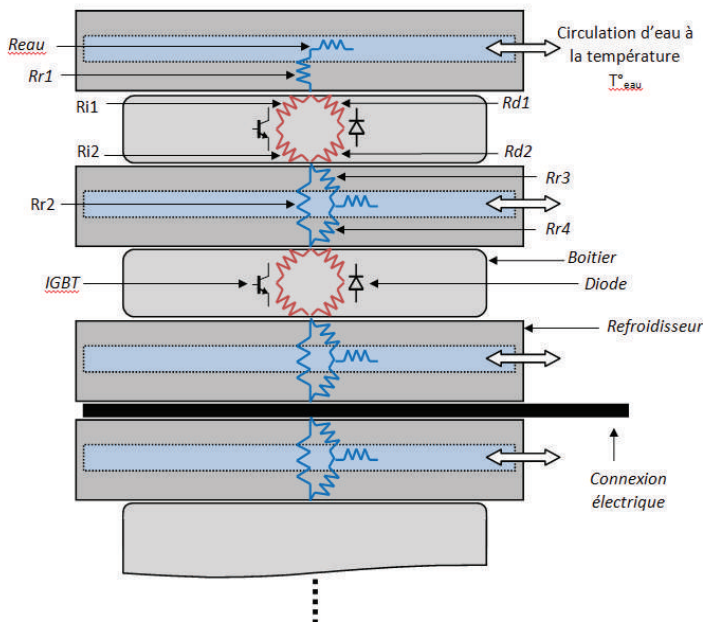 Reau
Circulation d'eau à
la température
T°eau
Rr1
Ri1
Rd1
Ri2
Rd2
Rr3
Rr2
Rr4
Boitier
IGBT
Diode
Refroidisseur
Connexion
électrique